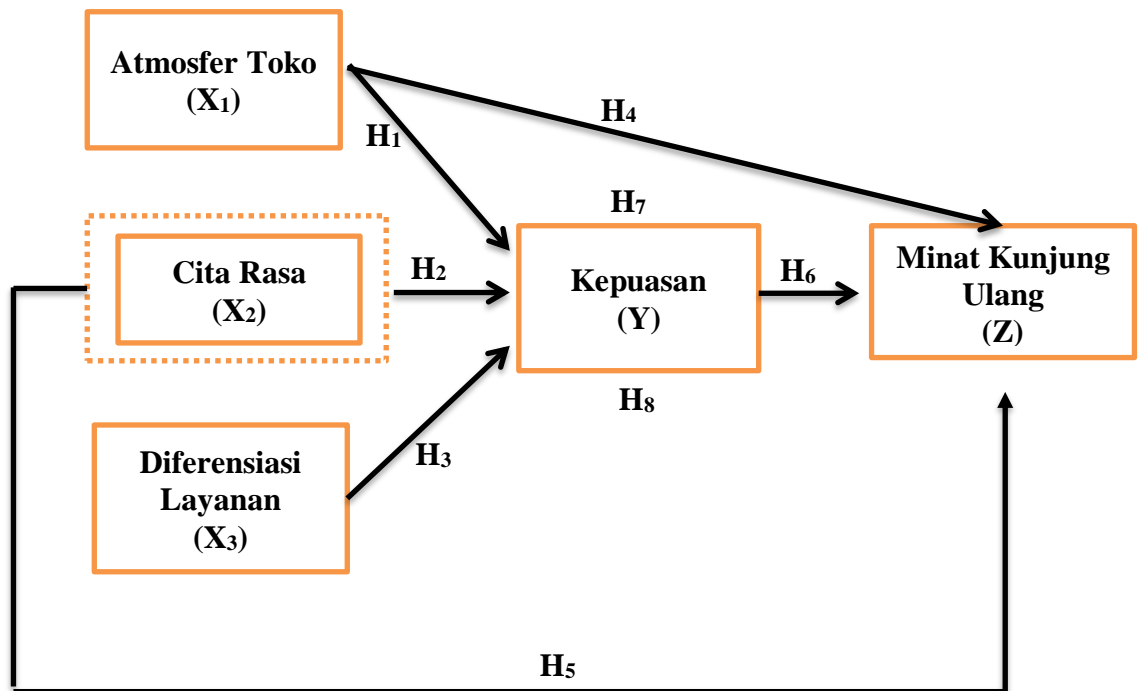 Atmosfer Toko
(X1)
H4
H1
H7
Cita Rasa
(X2)
H2
Kepuasan
(Y)
H6
Minat Kunjung
Ulang
(Z)
H8
H3
Diferensiasi
Layanan
(X3)
H5